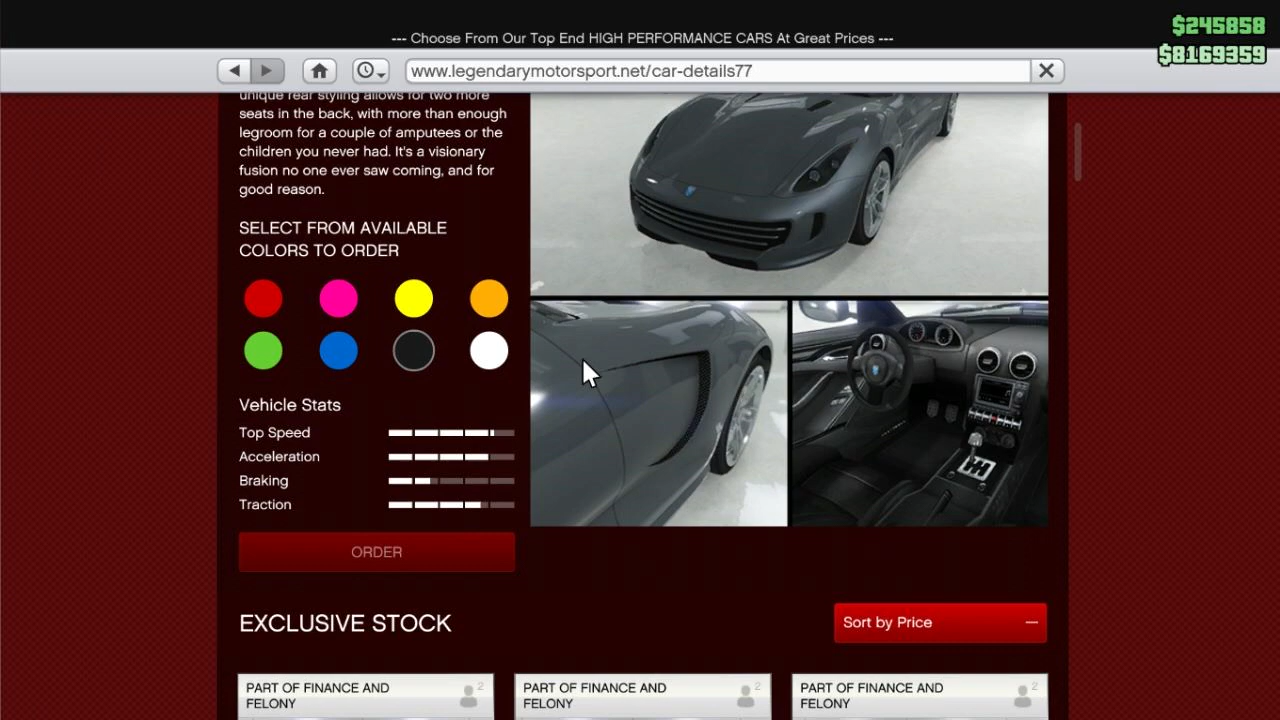 $245858
--- Choose From Our Top End HIGH PERFORMANCE CARS At Great Prices ---
$8169359
www.legendarymotorsport.net/car-details77
unique rear styling allows for two more
seats in the back, with more than enough
legroom for a couple of amputees or the
children you never had. It's a visionary
fusion no one ever saw coming, and for
good reason.
SELECT FROM AVAILABLE
COLORS TO ORDER
Vehicle Stats
Top Speed
Acceleration
Braking
Traction
ORDER
EXCLUSIVE STOCK
Sort by Price
PART OF FINANCE AND
FELONY
2
PART OF FINANCE AND
FELONY
2
PART OF FINANCE AND
FELONY
2